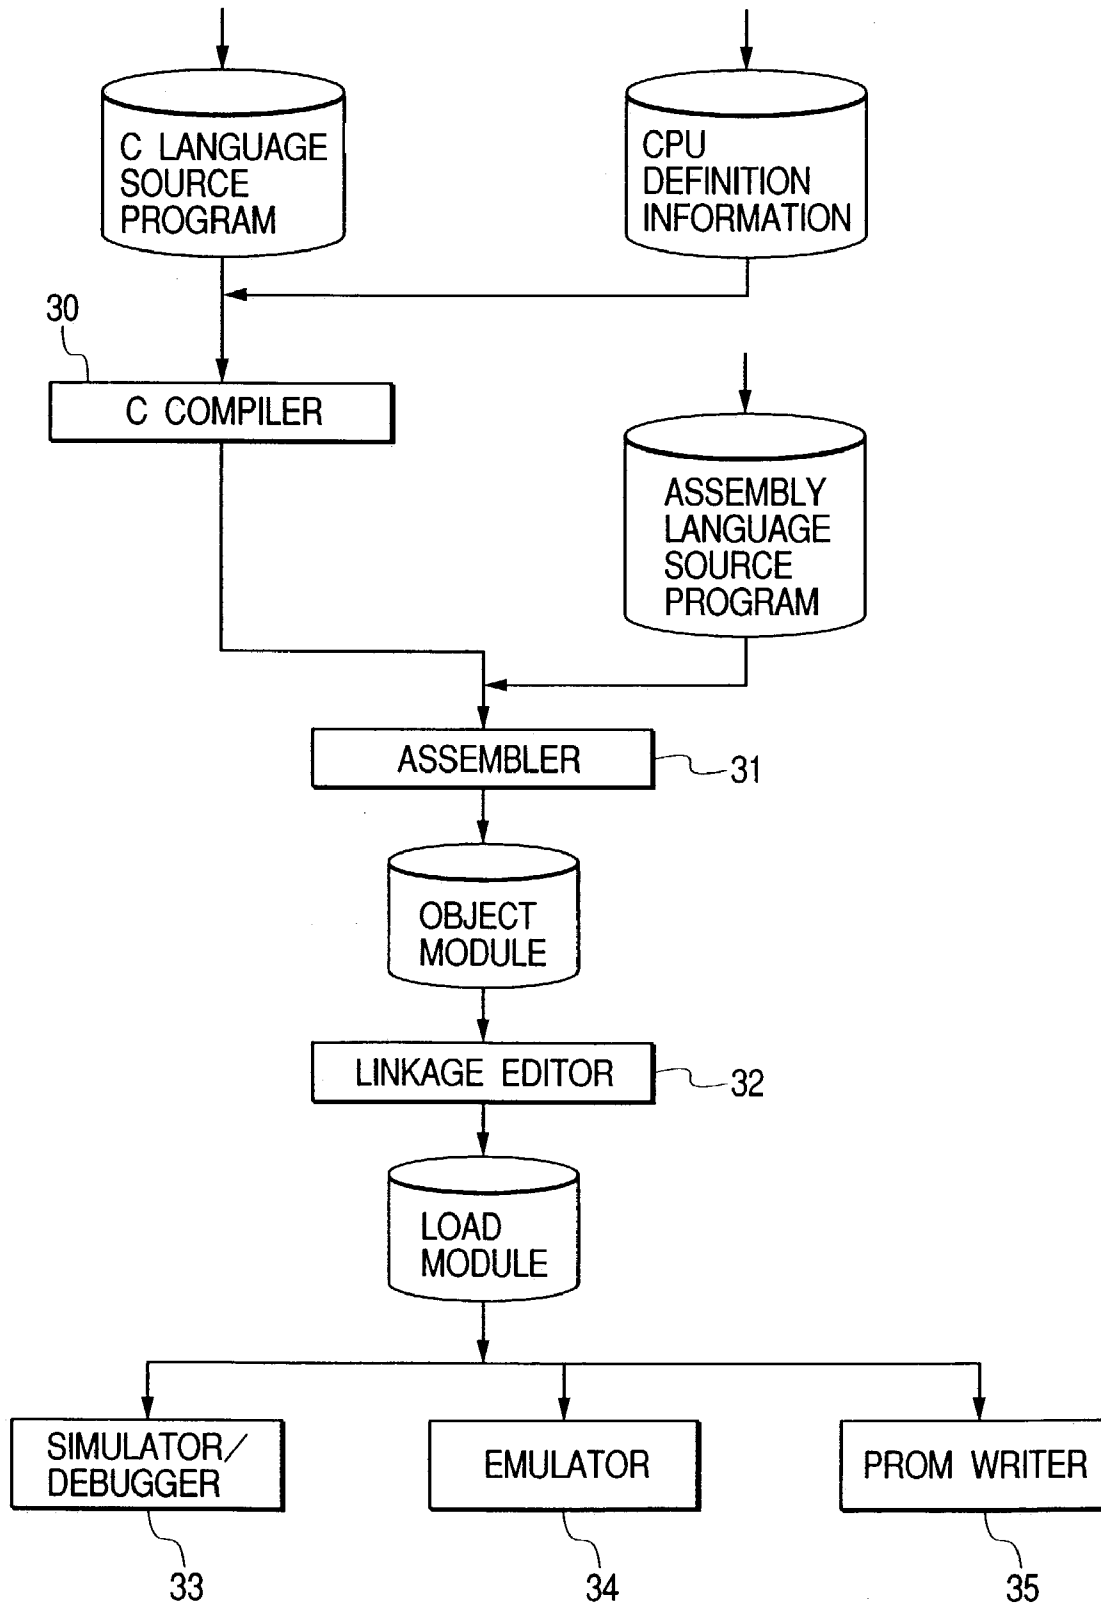 C LANGUAGE
SOURCE
PROGRAM
CPU
DEFINITION
INFORMATION
30
C COMPILER
ASSEMBLY
LANGUAGE
SOURCE
PROGRAM
ASSEMBLER
31
OBJECT
MODULE
LINKAGE EDITOR
32
LOAD
MODULE
SIMULATOR/
DEBUGGER
EMULATOR
PROM WRITER
33
34
35